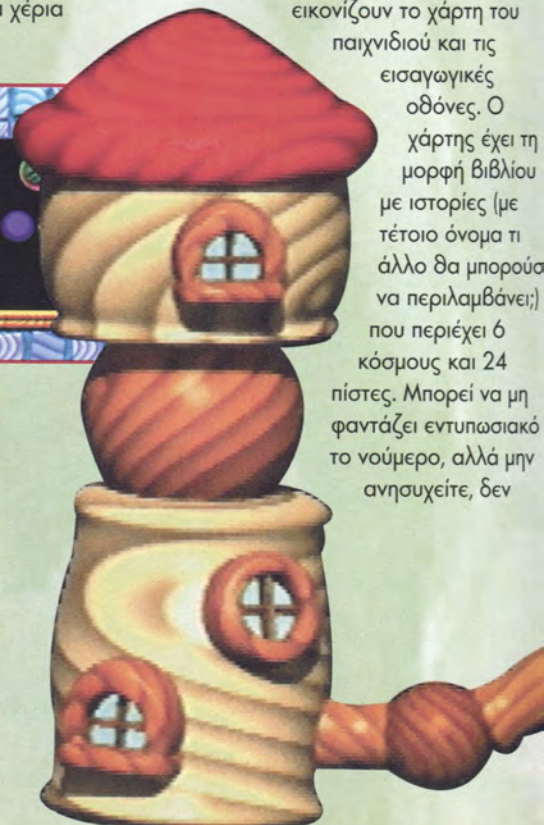 χέρια
εικονίζουν το χάρτη του
παιχνιδιού και τις
εισαγωγικές
οθόνες. Ο
χάρτης έχει τη
μορφή βιβλίου
με ιστορίες (με
τέτοιο όνομα τι
άλλο θα μπορούσ
να περιλαμβάνει;)
που περιέχει 6
κόσμους και 24
πίστες. Μπορεί να μη
φαντάζει εντυπωσιακό
το νούμερο, αλλά μην
ανησυχείτε, δεν